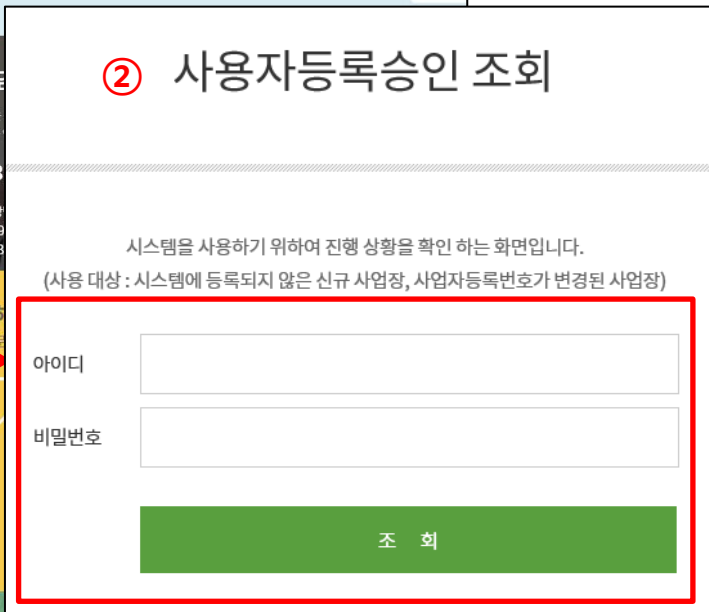 ② 사용자등록승인 조회
시스템을 사용하기 위하여 진행 상황을 확인 하는 화면입니다.
(사용 대상 : 시스템에 등록되지 않은 신규 사업장, 사업자등록번호가 변경된 사업장)
아이디
비밀번호
조 회